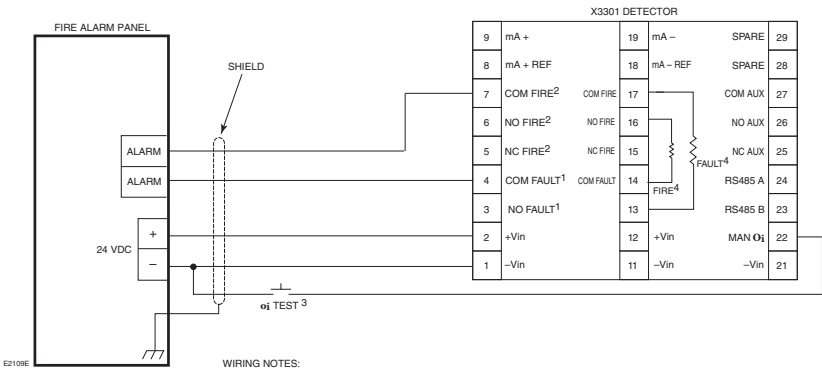 X3301 DETECTOR
FIRE ALARM PANEL
SHIELD
9 mA + 19 mA – SPARE 29
8 mA + REF 18 mA – REF SPARE 28
7 COM FIRE2 COM FIRE 17 COM AUX 27
6 NO FIRE2 NO FIRE 16 NO AUX 26
5 NC FIRE2 NC FIRE 15 NC AUX 25
4 COM FAULT1 COM FAULT 14 RS485 A 24
3 NO FAULT1 13 RS485 B 23
2 +Vin 12 +Vin MAN Oi 22
1 –Vin 11 –Vin –Vin 21
FAULT4
FIRE4
ALARM
ALARM
24 VDC
+
–
oi TEST 3
E2109E
WIRING NOTES: